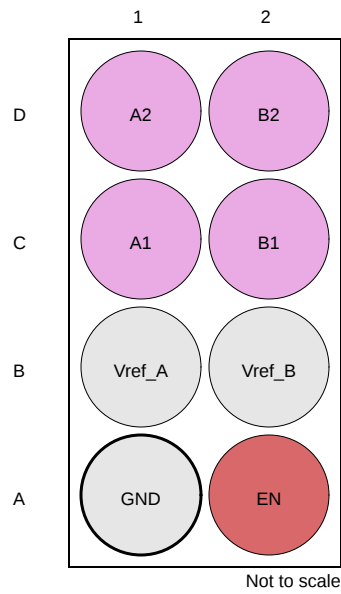 1 2
D A2 B2
C A1 B1
B Vref_A Vref_B
A GND EN
Not to scale